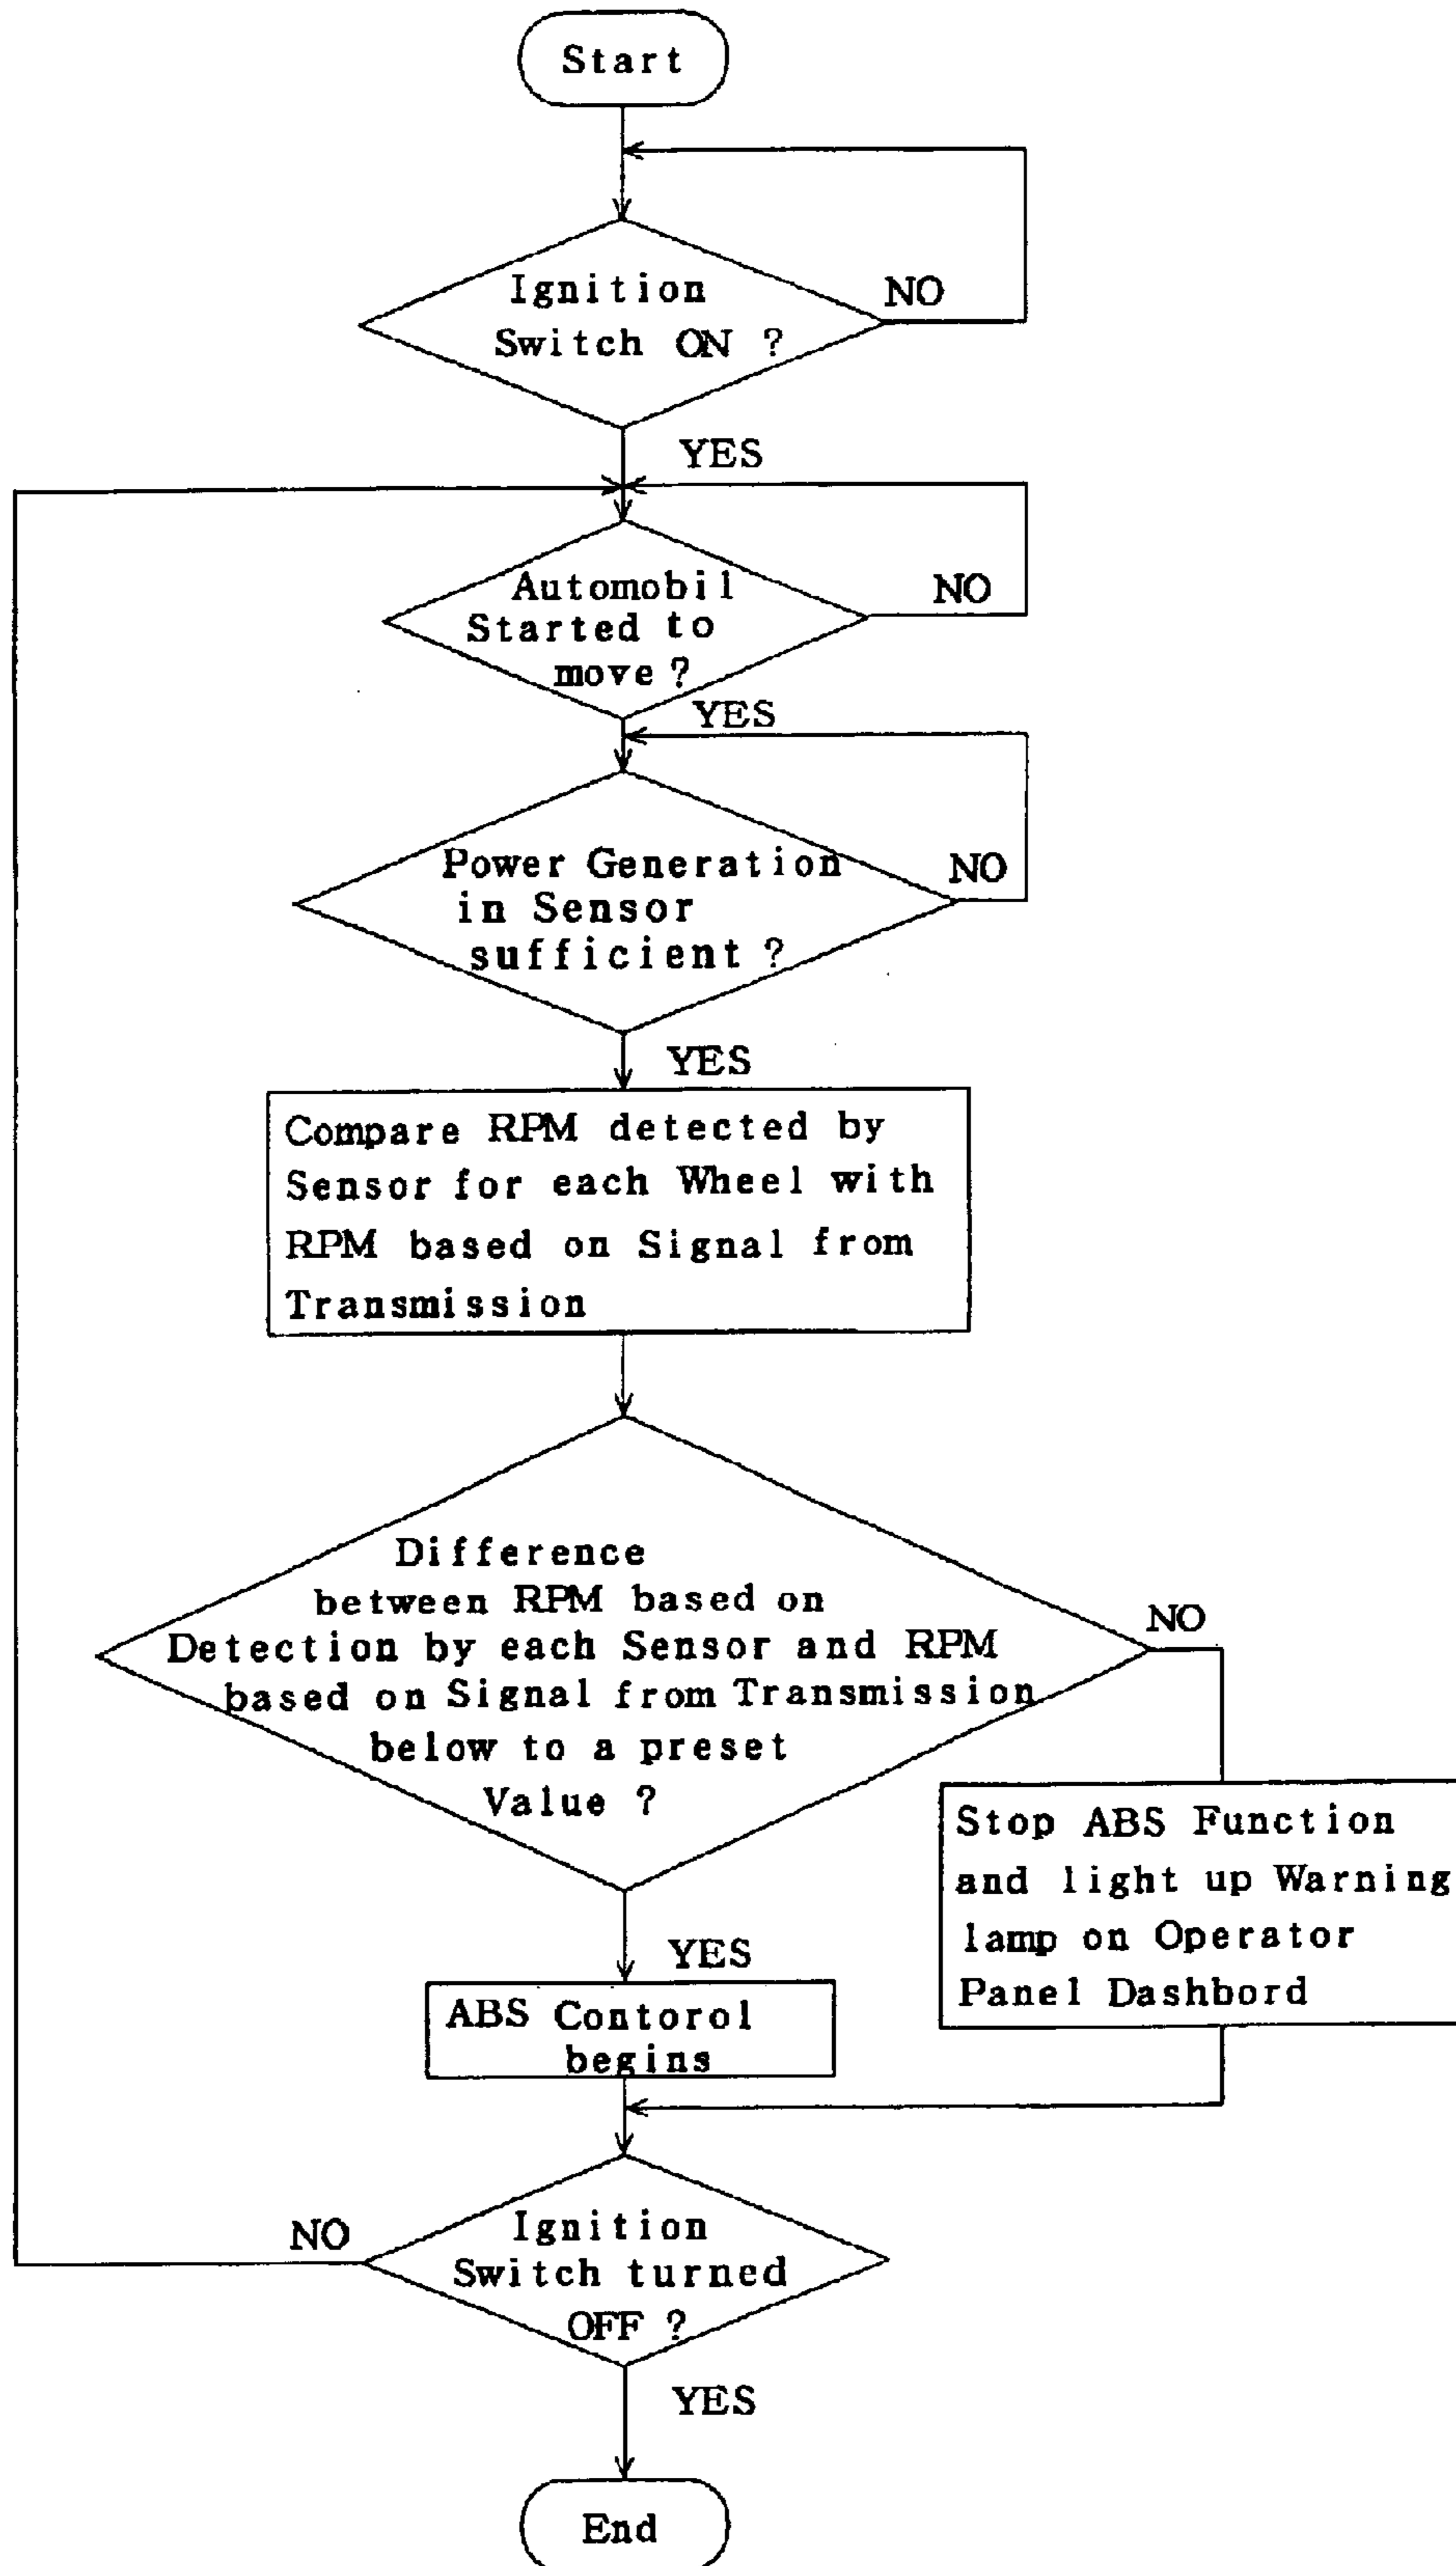 Start
Ignition
Switch ON ?
NO
YES
Automobil
Started to
move ?
NO
YES
Power Generation
in Sensor
sufficient ?
NO
YES
Compare RPM detected by
Sensor for each Wheel with
RPM based on Signal from
Transmission
Difference
between RPM based on
Detection by each Sensor and RPM
based on Signal from Transmission
below to a preset
Value ?
NO
Stop ABS Function
and light up Warning
lamp on Operator
Panel Dashbord
YES
ABS Contorol
begins
Ignition
Switch turned
OFF ?
NO
YES
End